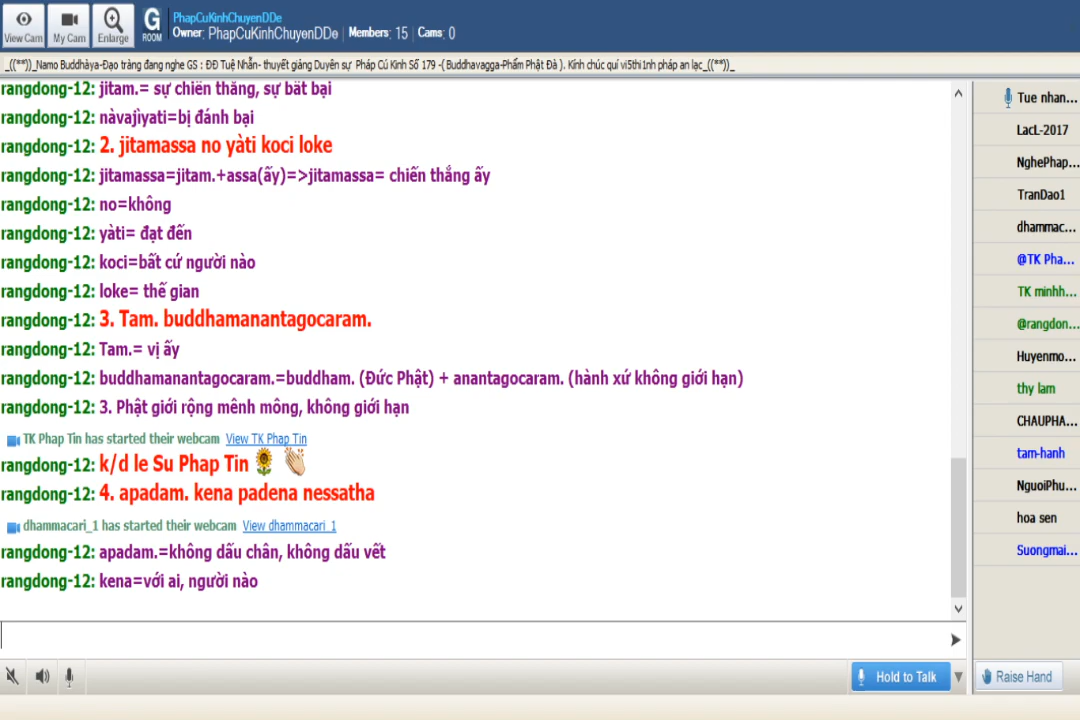 View Cam
My Cam
Enlarge
G
ROOM
PhapCuKinhChuyenDDe
Owner: PhapCuKinhChuyenDDe Members: 15 Cams: 0
_((**))_Namo Buddhàya-Đạo tràng đang nghe GS : ĐĐ Tuệ Nhẫn- thuyết giảng Duyên sự Pháp Cú Kinh Số 179 -( Buddhavagga-Phẩm Phật Đà ). Kính chúc quí vi5thi1nh pháp an lạc_((**))_
rangdong-12: jitam.= sự chiến thắng, sự bất bại
rangdong-12: nàvajìyati=bị đánh bại
rangdong-12: 2. jitamassa no yàti koci loke
rangdong-12: jitamassa=jitam.+assa(ấy)=>jitamassa= chiến thắng ấy
rangdong-12: no=không
rangdong-12: yàti= đạt đến
rangdong-12: koci=bất cứ người nào
rangdong-12: loke= thế gian
rangdong-12: 3. Tam. buddhamanantagocaram.
rangdong-12: Tam.= vị ấy
rangdong-12: buddhamanantagocaram.=buddham. (Đức Phật) + anantagocaram. (hành xứ không giới hạn)
rangdong-12: 3. Phật giới rộng mênh mông, không giới hạn
TK Phap Tin has started their webcam View TK Phap Tin
rangdong-12: k/d le Su Phap Tin
rangdong-12: 4. apadam. kena padena nessatha
dhammacari_1 has started their webcam View dhammacari_1
rangdong-12: apadam.=không dấu chân, không dấu vết
rangdong-12: kena=với ai, người nào
Tue nhan...
LacL-2017
NghePhap...
TranDao1
dhammac...
@TK Pha...
TK minhh...
@rangdon...
Huyenmo...
thy lam
CHAUPHA...
tam-hanh
NguoiPhu...
hoa sen
Suongmai...
Hold to Talk
Raise Hand